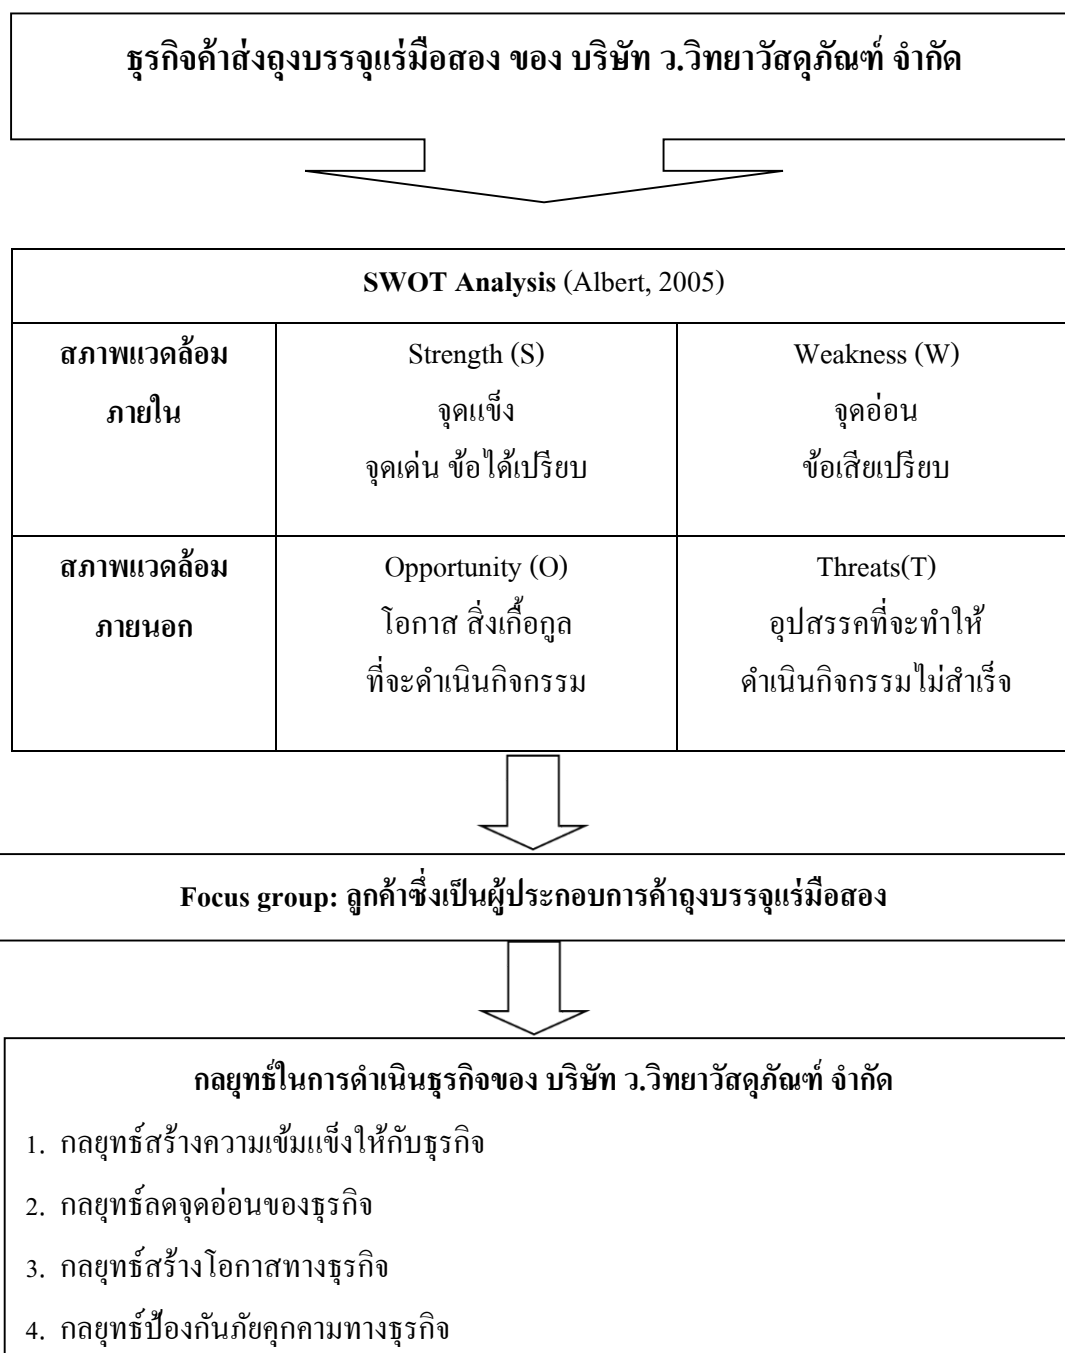 ธุรกิจค้าส่งถุงบรรจุแร่มือสอง ของ บริษัท ว.วิทยาวัสดุภัณฑ์ จำกัด
SWOT Analysis (Albert, 2005)
สภาพแวดล้อม
ภายใน
Strength (S)
จุดแข็ง
จุดเด่น ข้อได้เปรียบ
Weakness (W)
จุดอ่อน
ข้อเสียเปรียบ
สภาพแวดล้อม
ภายนอก
Opportunity (O)
โอกาส สิ่งเกื้อกูล
ที่จะดำเนินกิจกรรม
Threats(T)
อุปสรรคที่จะทำให้
ดำเนินกิจกรรมไม่สำเร็จ
Focus group: ลูกค้าซึ่งเป็นผู้ประกอบการค้าถุงบรรจุแร่มือสอง
กลยุทธ์ในการดำเนินธุรกิจของ บริษัท ว.วิทยาวัสดุภัณฑ์ จำกัด
1. กลยุทธ์สร้างความเข้มแข็งให้กับธุรกิจ
2. กลยุทธ์ลดจุดอ่อนของธุรกิจ
3. กลยุทธ์สร้างโอกาสทางธุรกิจ
4. กลยุทธ์ป้องกันภัยคุกคามทางธุรกิจ